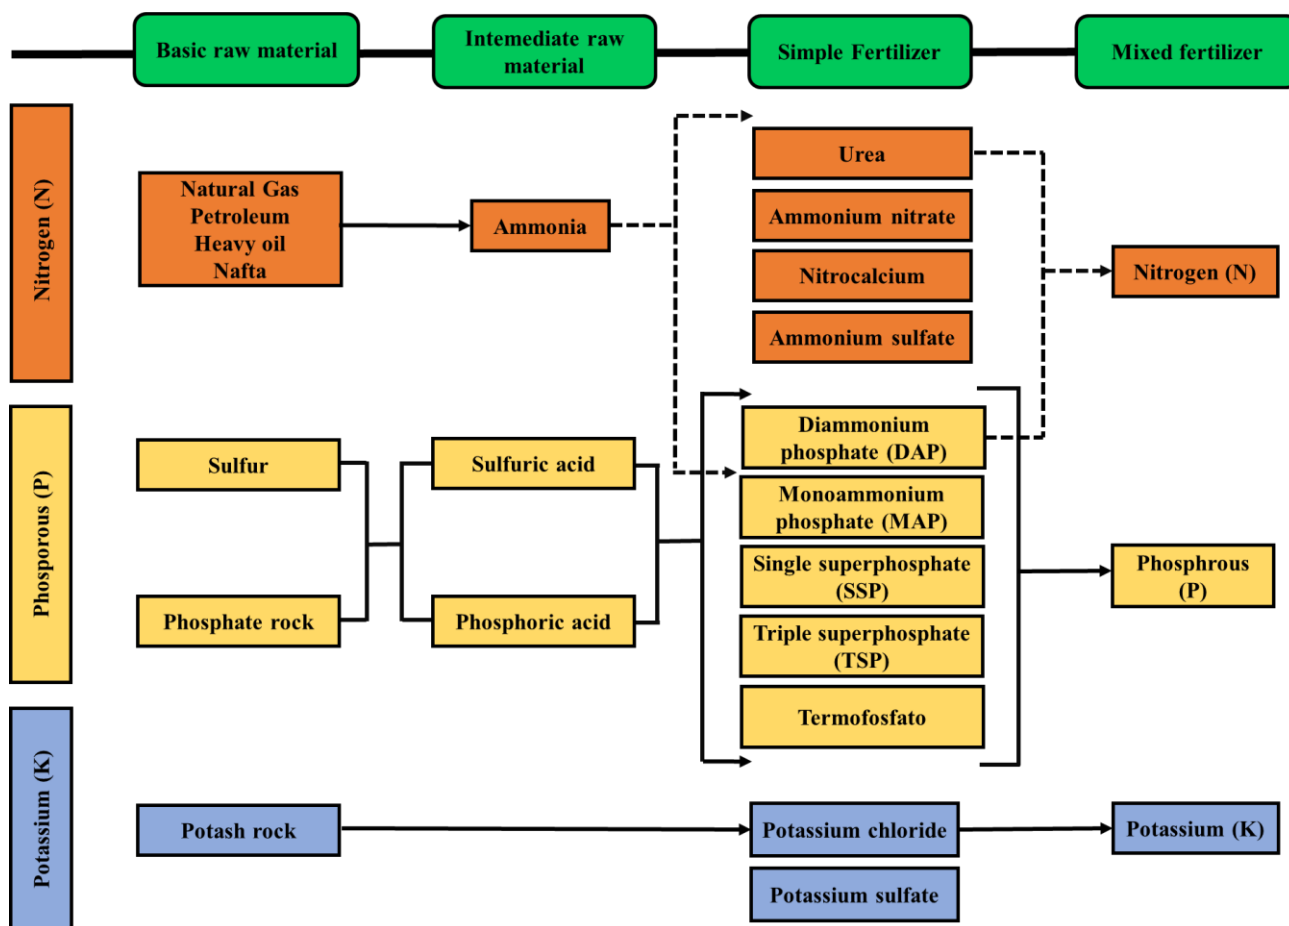 Basic raw material
Intemediate raw
material
Simple Fertilizer
Mixed fertilizer
Nitrogen (N)
Natural Gas
Petroleum
Heavy oil
Nafta
Ammonia
Urea
Ammonium nitrate
Nitrocalcium
Ammonium sulfate
Nitrogen (N)
Phosporous (P)
Sulfur
Phosphate rock
Sulfuric acid
Phosphoric acid
Diammonium
phosphate (DAP)
Monoammonium
phosphate (MAP)
Single superphosphate
(SSP)
Triple superphosphate
(TSP)
Termofosfato
Phosphrous
(P)
Potassium (K)
Potash rock
Potassium chloride
Potassium sulfate
Potassium (K)